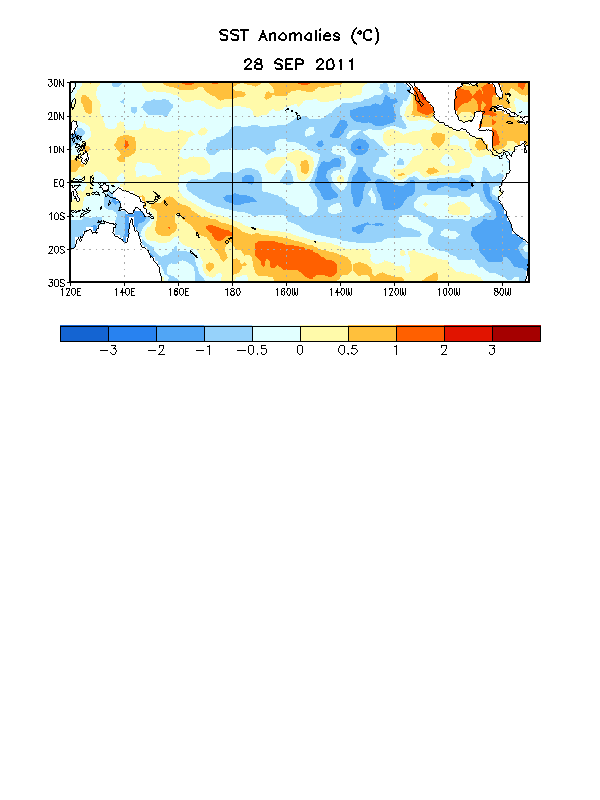 SST Anomalies (°C)
28 SEP 2011
30N
20N
10N
EQ
10S
20S
30S
120E 140E 160E 180 160W 140W 120W 100W 80W
−3 −2 −1 −0.5 0 0.5 1 2 3